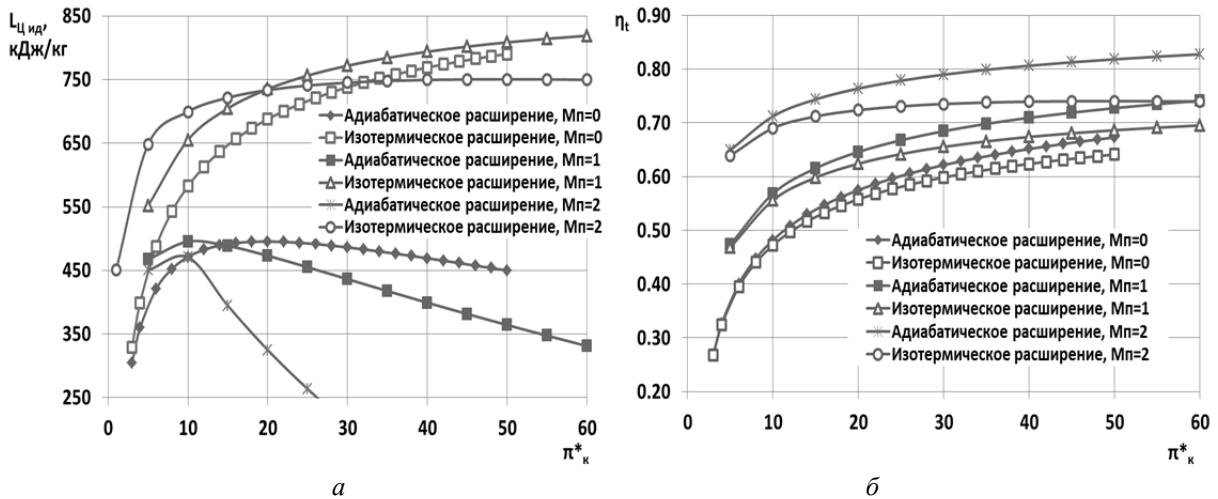 L_Ц ид,
кДж/кг
850
750
650
550
450
350
250
0 10 20 30 40 50 60
π*_к
Адиабатическое расширение, Мп=0
Изотермическое расширение, Мп=0
Адиабатическое расширение, Мп=1
Изотермическое расширение, Мп=1
Адиабатическое расширение, Мп=2
Изотермическое расширение, Мп=2
а
η_t
0.90
0.80
0.70
0.60
0.50
0.40
0.30
0.20
0 10 20 30 40 50 60
π*_к
Адиабатическое расширение, Мп=0
Изотермическое расширение, Мп=0
Адиабатическое расширение, Мп=1
Изотермическое расширение, Мп=1
Адиабатическое расширение, Мп=2
Изотермическое расширение, Мп=2
б